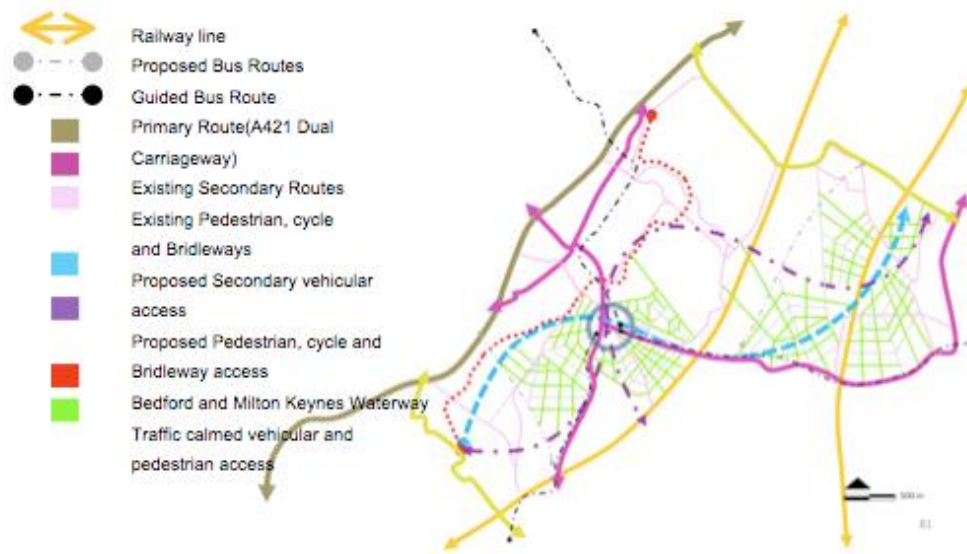 Railway line
Proposed Bus Routes
Guided Bus Route
Primary Route(A421 Dual
Carriageway)
Existing Secondary Routes
Existing Pedestrian, cycle
and Bridleways
Proposed Secondary vehicular
access
Proposed Pedestrian, cycle and
Bridleway access
Bedford and Milton Keynes Waterway
Traffic calmed vehicular and
pedestrian access
500 m